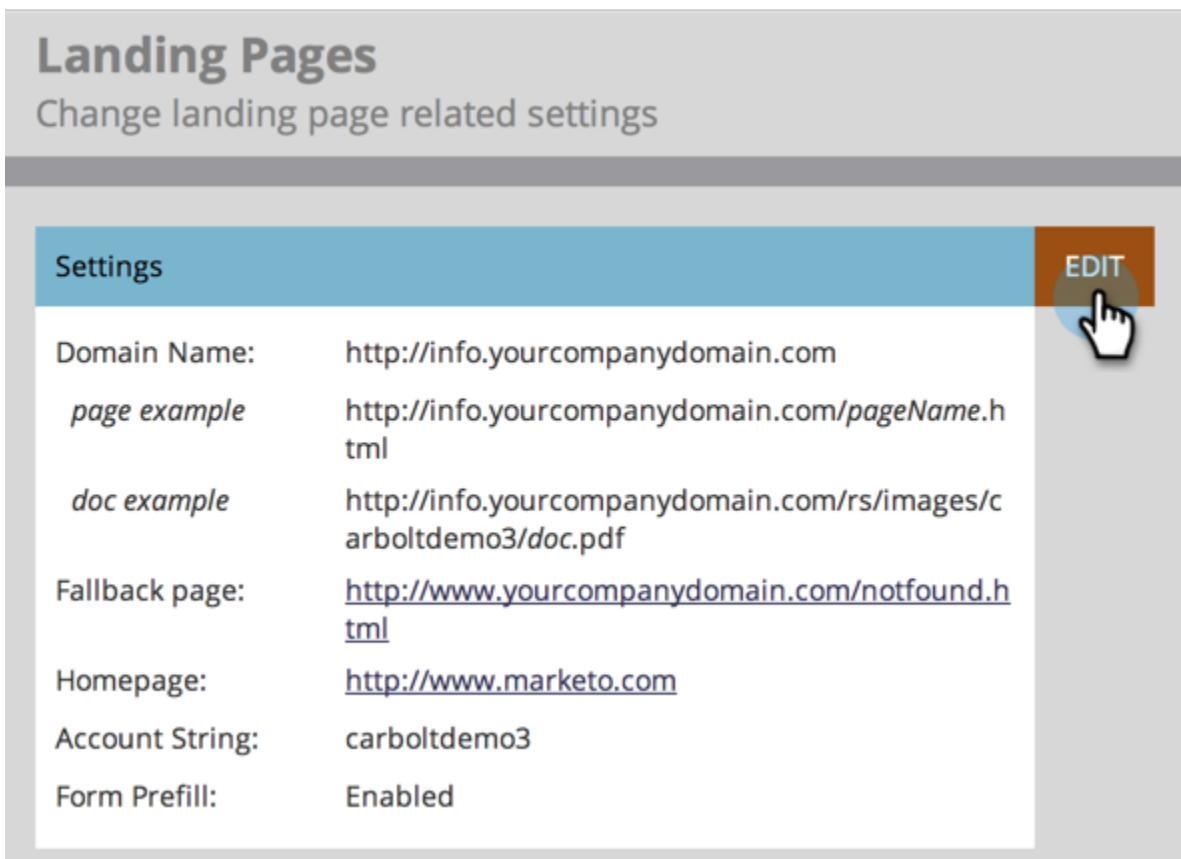 Landing Pages
Change landing page related settings
Settings
EDIT
Domain Name: http://info.yourcompanydomain.com
page example http://info.yourcompanydomain.com/pageName.h
tml
doc example http://info.yourcompanydomain.com/rs/images/c
arboltdemo3/doc.pdf
Fallback page: http://www.yourcompanydomain.com/notfound.h
tml
Homepage: http://www.marketo.com
Account String: carboltdemo3
Form Prefill: Enabled